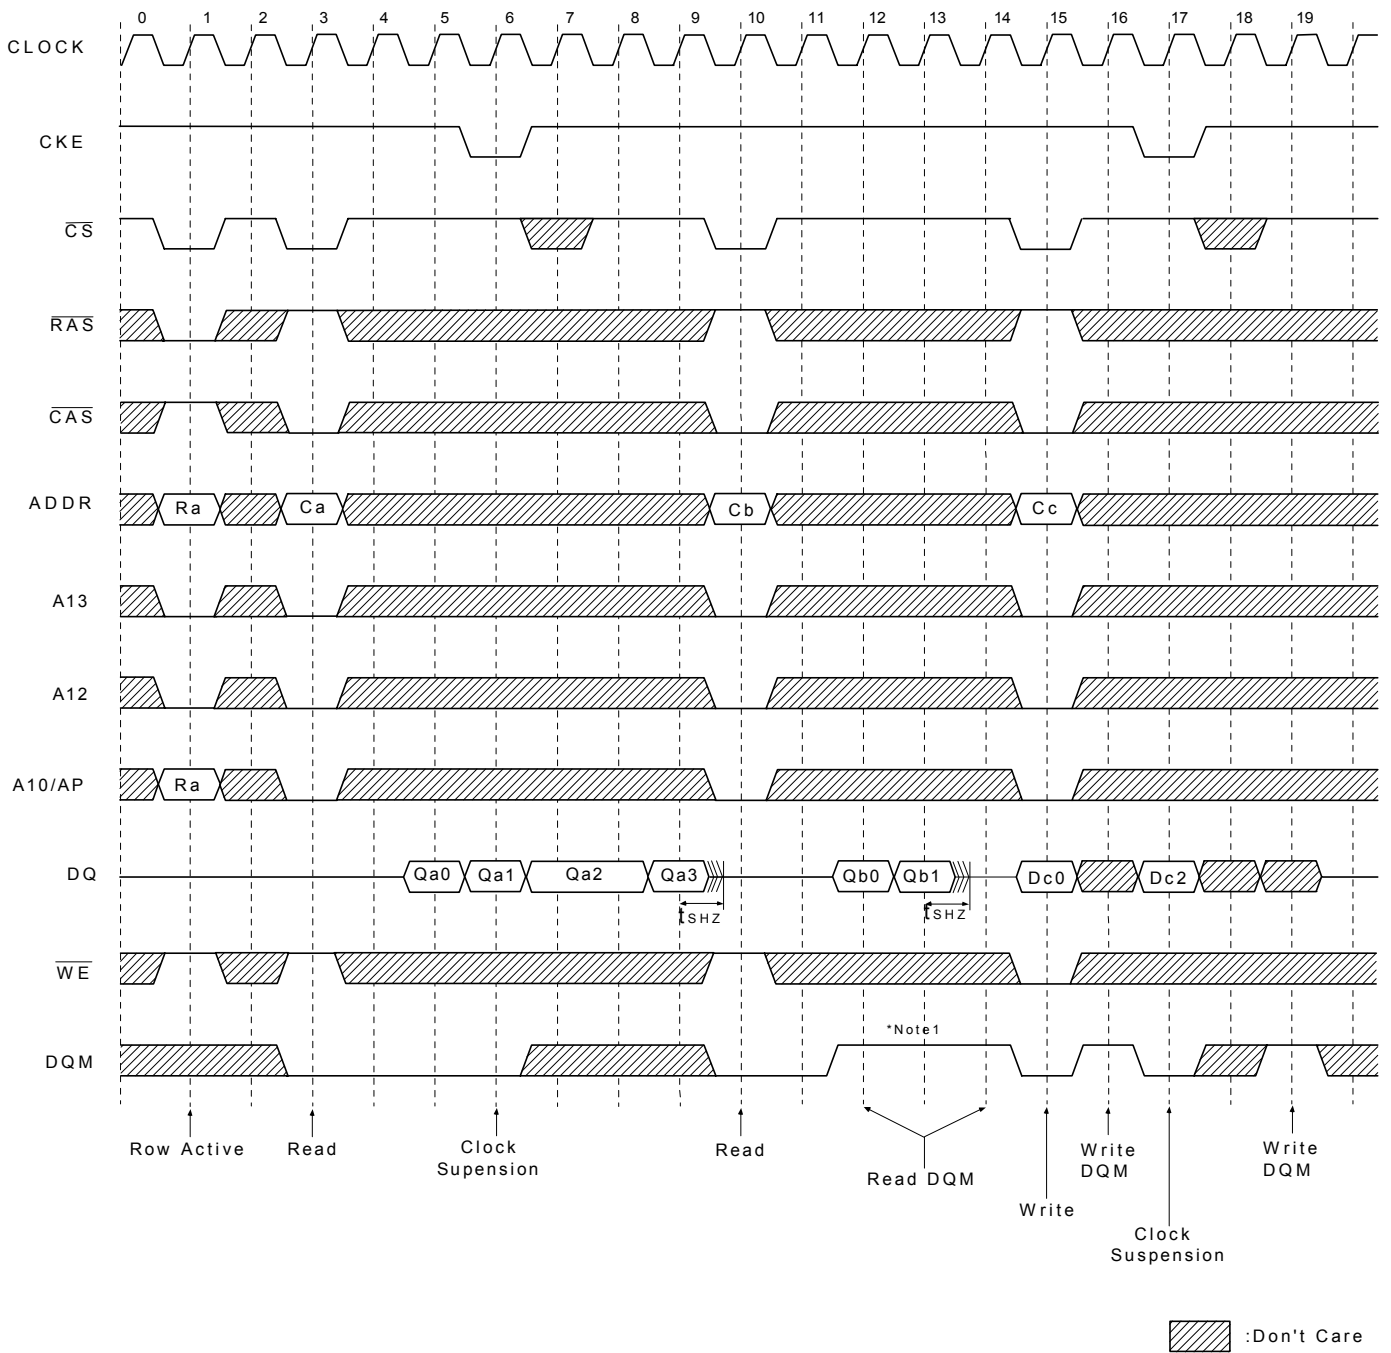 0 1 2 3 4 5 6 7 8 9 10 11 12 13 14 15 16 17 18 19
CLOCK
CKE
CS
RAS
CAS
ADDR Ra Ca Cb Cc
A13
A12
A10/AP Ra
DQ Qa0 Qa1 Qa2 Qa3 Qb0 Qb1 Dc0 Dc2
tSHZ tSHZ
WE
*Note1
DQM
Row Active Read Clock Supension Read Read DQM Write Write DQM Clock Suspension Write DQM
:Don't Care